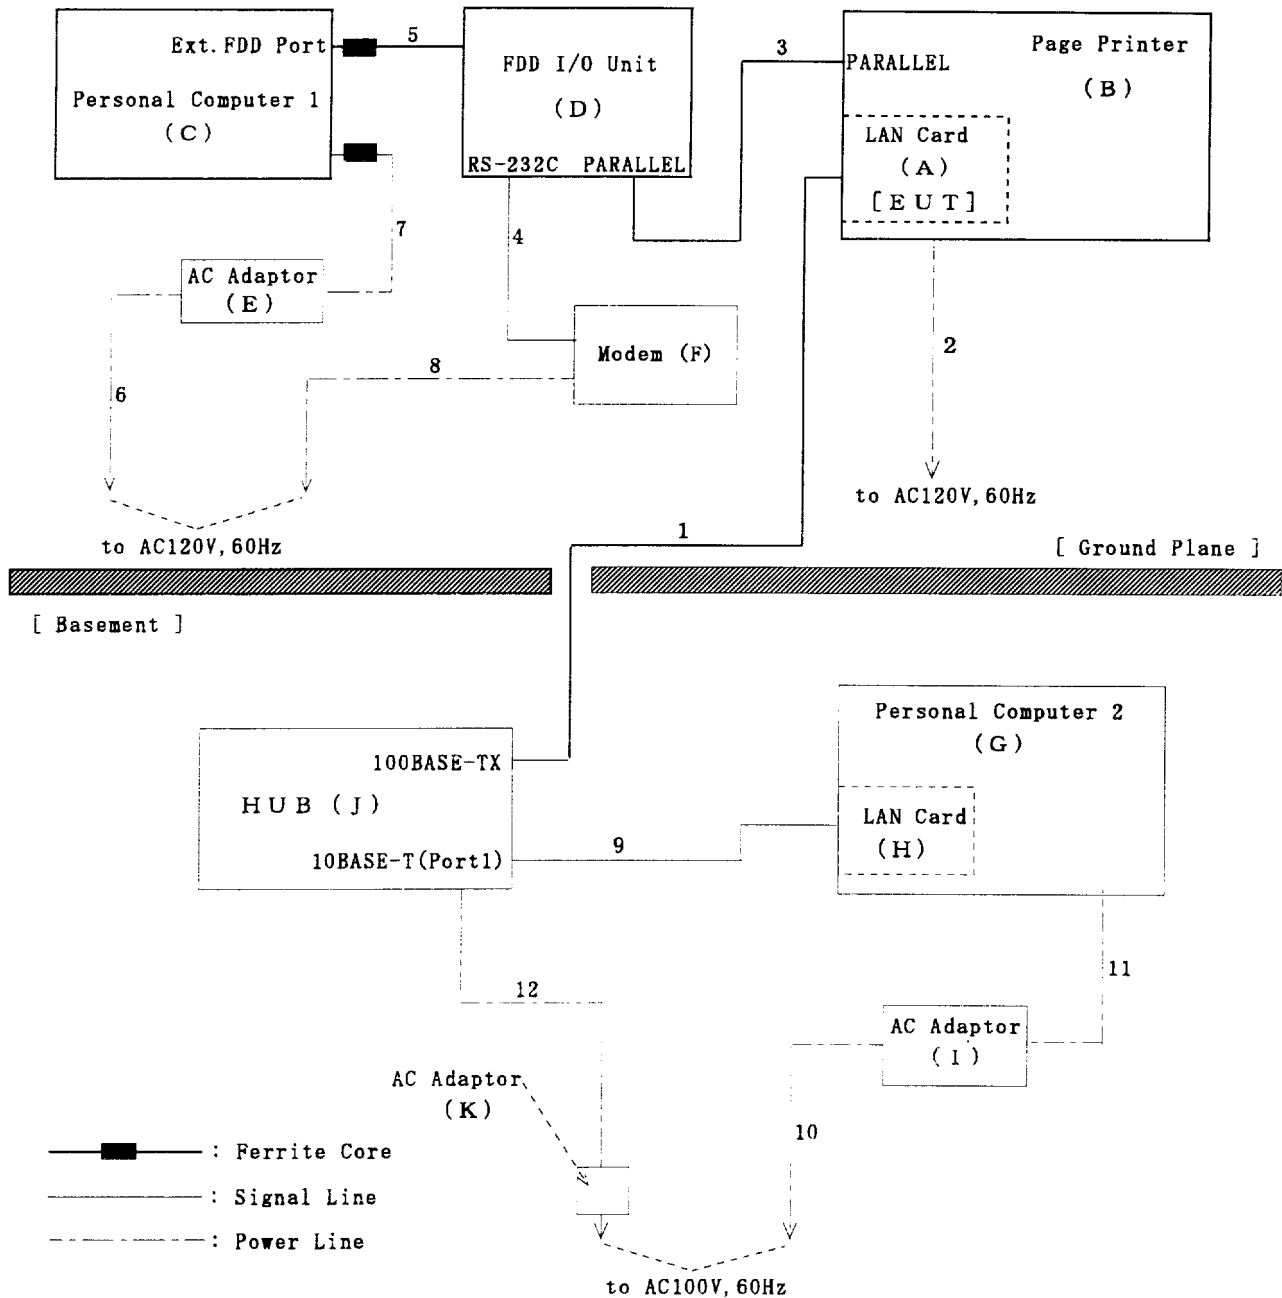 Ext.FDD Port
5
Personal Computer 1
(C)
7
FDD I/O Unit
(D)
RS-232C PARALLEL
4
3
PARALLEL
Page Printer
(B)
LAN Card
(A)
[EUT]
AC Adaptor
(E)
6
8
Modem (F)
2
to AC120V,60Hz
to AC120V,60Hz
1
[ Ground Plane ]
[ Basement ]
100BASE-TX
HUB (J)
10BASE-T(Port1)
9
Personal Computer 2
(G)
LAN Card
(H)
11
12
AC Adaptor
(I)
AC Adaptor
(K)
10
: Ferrite Core
: Signal Line
: Power Line
to AC100V,60Hz